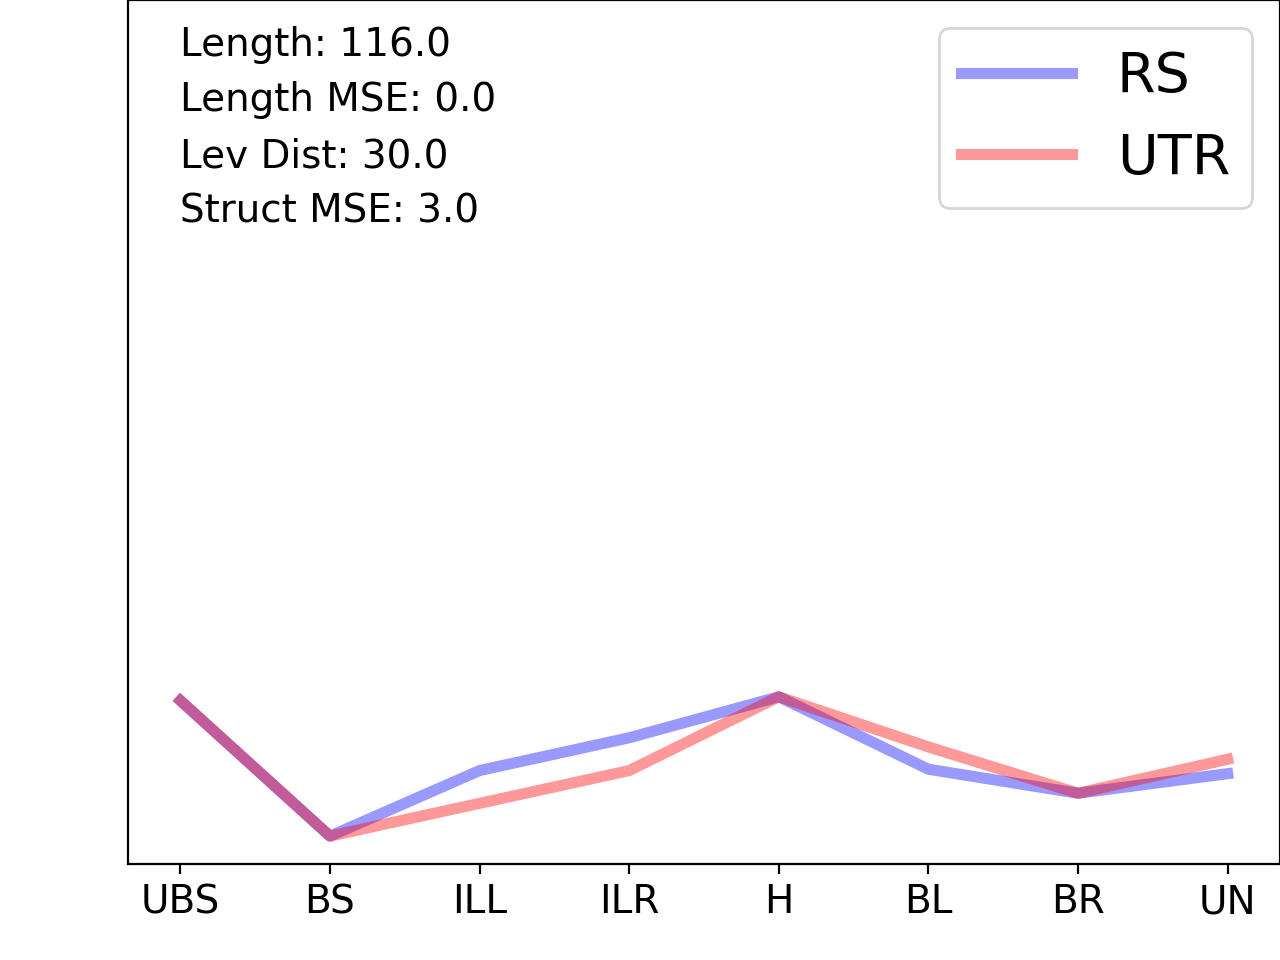 Length: 116.0
Length MSE: 0.0
Lev Dist: 30.0
Struct MSE: 3.0
RS
UTR
UBS BS ILL ILR H BL BR UN